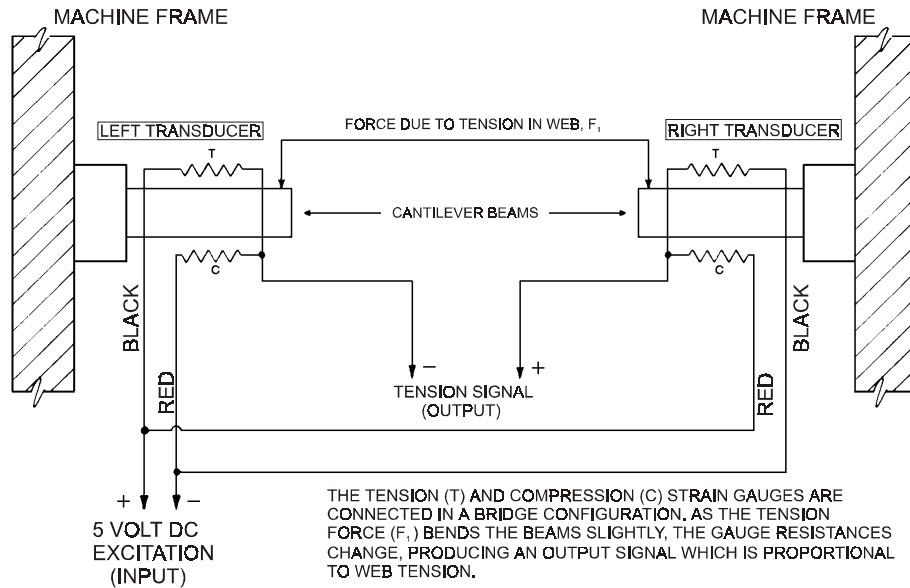 MACHINE FRAME
MACHINE FRAME
LEFT TRANSDUCER
FORCE DUE TO TENSION IN WEB, F₁
RIGHT TRANSDUCER
T
T
CANTILEVER BEAMS
C
C
BLACK
RED
BLACK
RED
− +
TENSION SIGNAL
(OUTPUT)
+ −
5 VOLT DC
EXCITATION
(INPUT)
THE TENSION (T) AND COMPRESSION (C) STRAIN GAUGES ARE
CONNECTED IN A BRIDGE CONFIGURATION. AS THE TENSION
FORCE (F₁) BENDS THE BEAMS SLIGHTLY, THE GAUGE RESISTANCES
CHANGE, PRODUCING AN OUTPUT SIGNAL WHICH IS PROPORTIONAL
TO WEB TENSION.